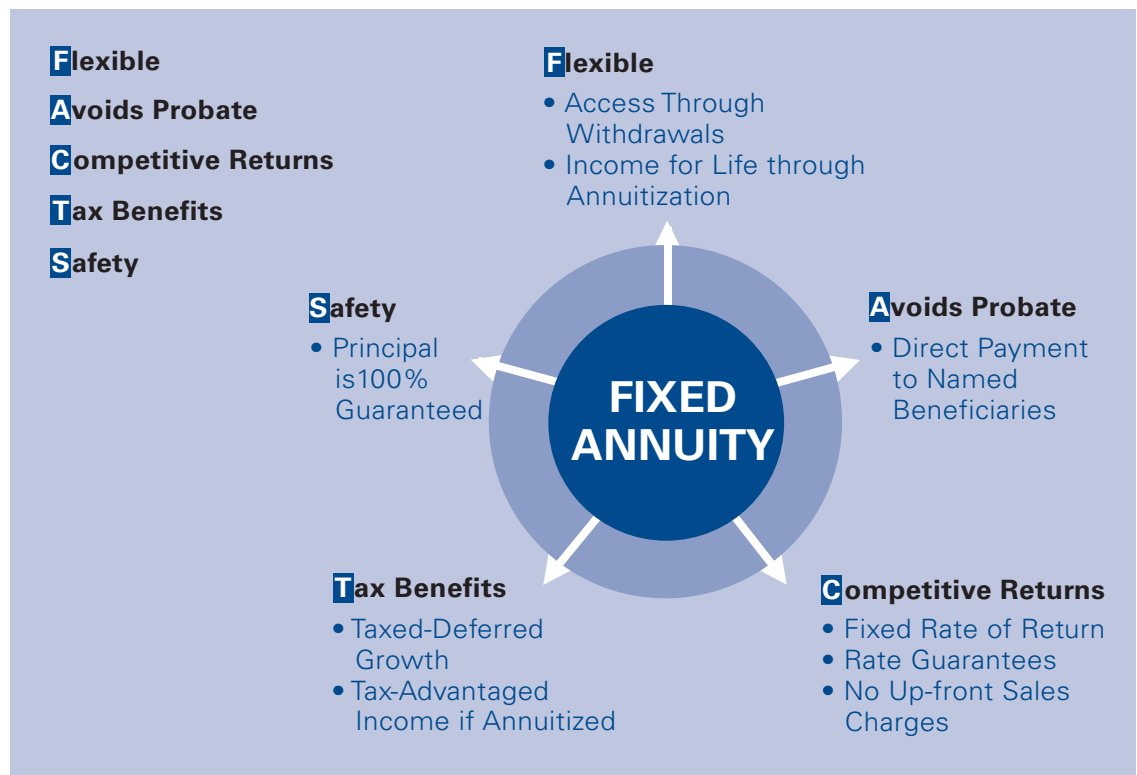 Flexible
Avoids Probate
Competitive Returns
Tax Benefits
Safety
Flexible
• Access Through
Withdrawals
• Income for Life through
Annuitization
Safety
• Principal
is100%
Guaranteed
FIXED
ANNUITY
Avoids Probate
• Direct Payment
to Named
Beneficiaries
Tax Benefits
• Taxed-Deferred
Growth
• Tax-Advantaged
Income if Annuitized
Competitive Returns
• Fixed Rate of Return
• Rate Guarantees
• No Up-front Sales
Charges